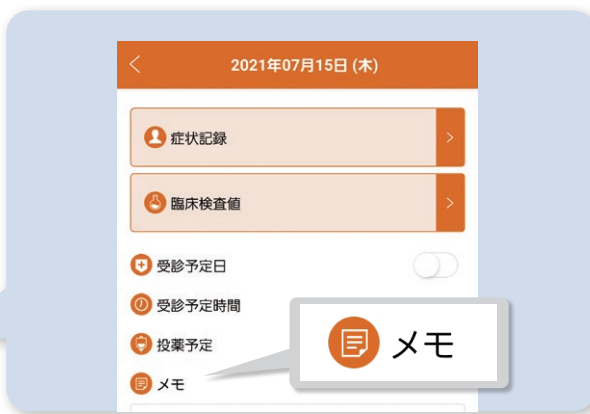 2021年07月15日 (木)
症状記録
臨床検査値
受診予定日
受診予定時間
投薬予定
メモ
メモ